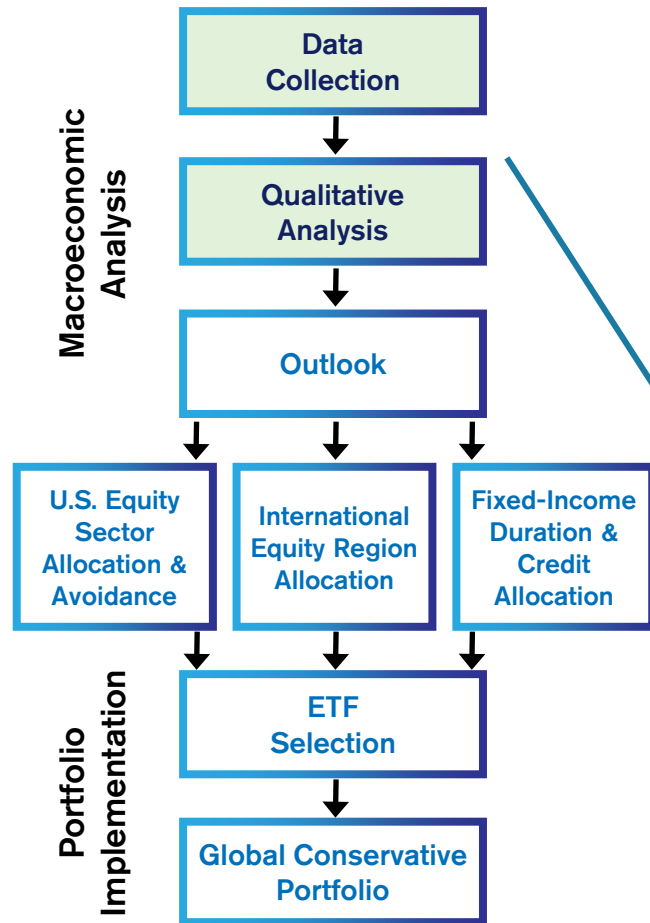 Macroeconomic
Analysis
Data
Collection
Qualitative
Analysis
Outlook
U.S. Equity
Sector
Allocation &
Avoidance
International
Equity Region
Allocation
Fixed-Income
Duration &
Credit
Allocation
Portfolio
Implementation
ETF
Selection
Global Conservative
Portfolio